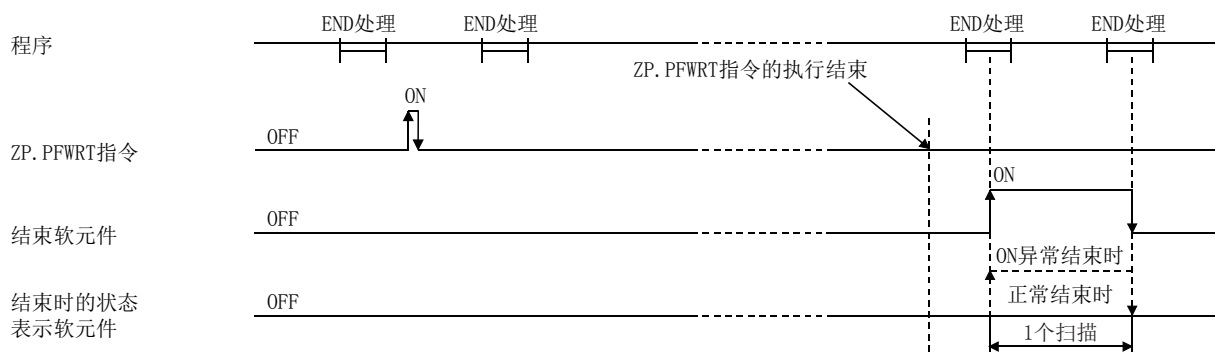 END处理
END处理
END处理
END处理
程序
ZP.PFWRT指令的执行结束
ON
OFF
ZP.PFWRT指令
ON
OFF
结束软元件
ON异常结束时
OFF
正常结束时
结束时的状态
表示软元件
1个扫描